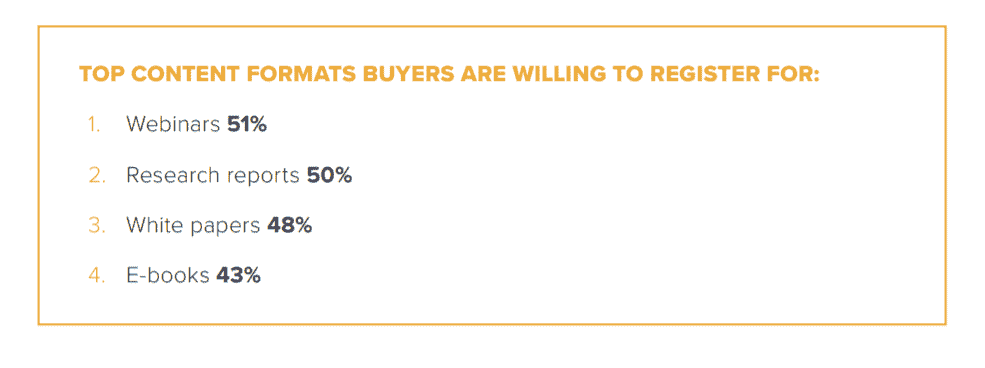 TOP CONTENT FORMATS BUYERS ARE WILLING TO REGISTER FOR:
1. Webinars 51%
2. Research reports 50%
3. White papers 48%
4. E-books 43%